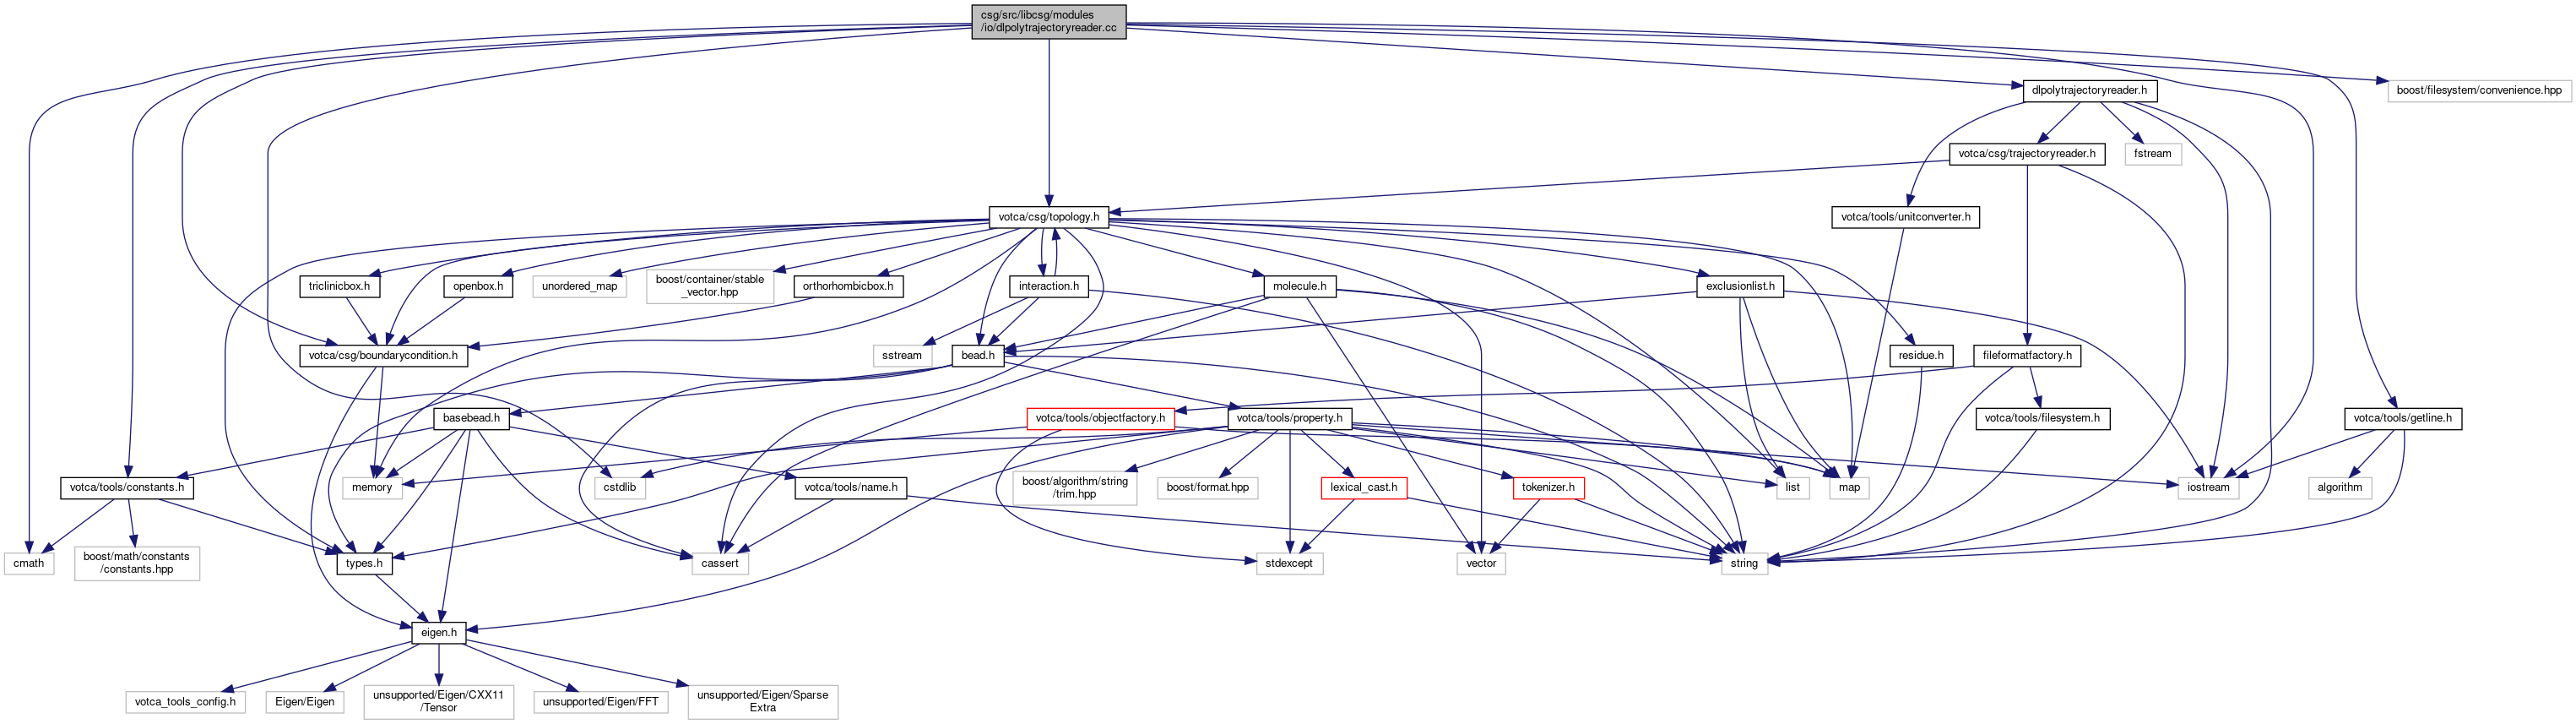 csg/src/libcsg/modules
/io/dlpolytrajectoryreader.cc
dlpolytrajectoryreader.h
boost/filesystem/convenience.hpp
votca/csg/trajectoryreader.h
fstream
votca/csg/topology.h
votca/tools/unitconverter.h
triclinicbox.h
openbox.h
unordered_map
boost/container/stable
_vector.hpp
orthorhombicbox.h
interaction.h
molecule.h
exclusionlist.h
votca/csg/boundarycondition.h
sstream
bead.h
residue.h
fileformatfactory.h
basebead.h
votca/tools/objectfactory.h
votca/tools/property.h
votca/tools/filesystem.h
votca/tools/getline.h
votca/tools/constants.h
memory
cstdlib
votca/tools/name.h
boost/algorithm/string
/trim.hpp
boost/format.hpp
lexical_cast.h
tokenizer.h
list
map
iostream
algorithm
cmath
boost/math/constants
/constants.hpp
types.h
cassert
stdexcept
vector
string
eigen.h
votca_tools_config.h
Eigen/Eigen
unsupported/Eigen/CXX11
/Tensor
unsupported/Eigen/FFT
unsupported/Eigen/Sparse
Extra